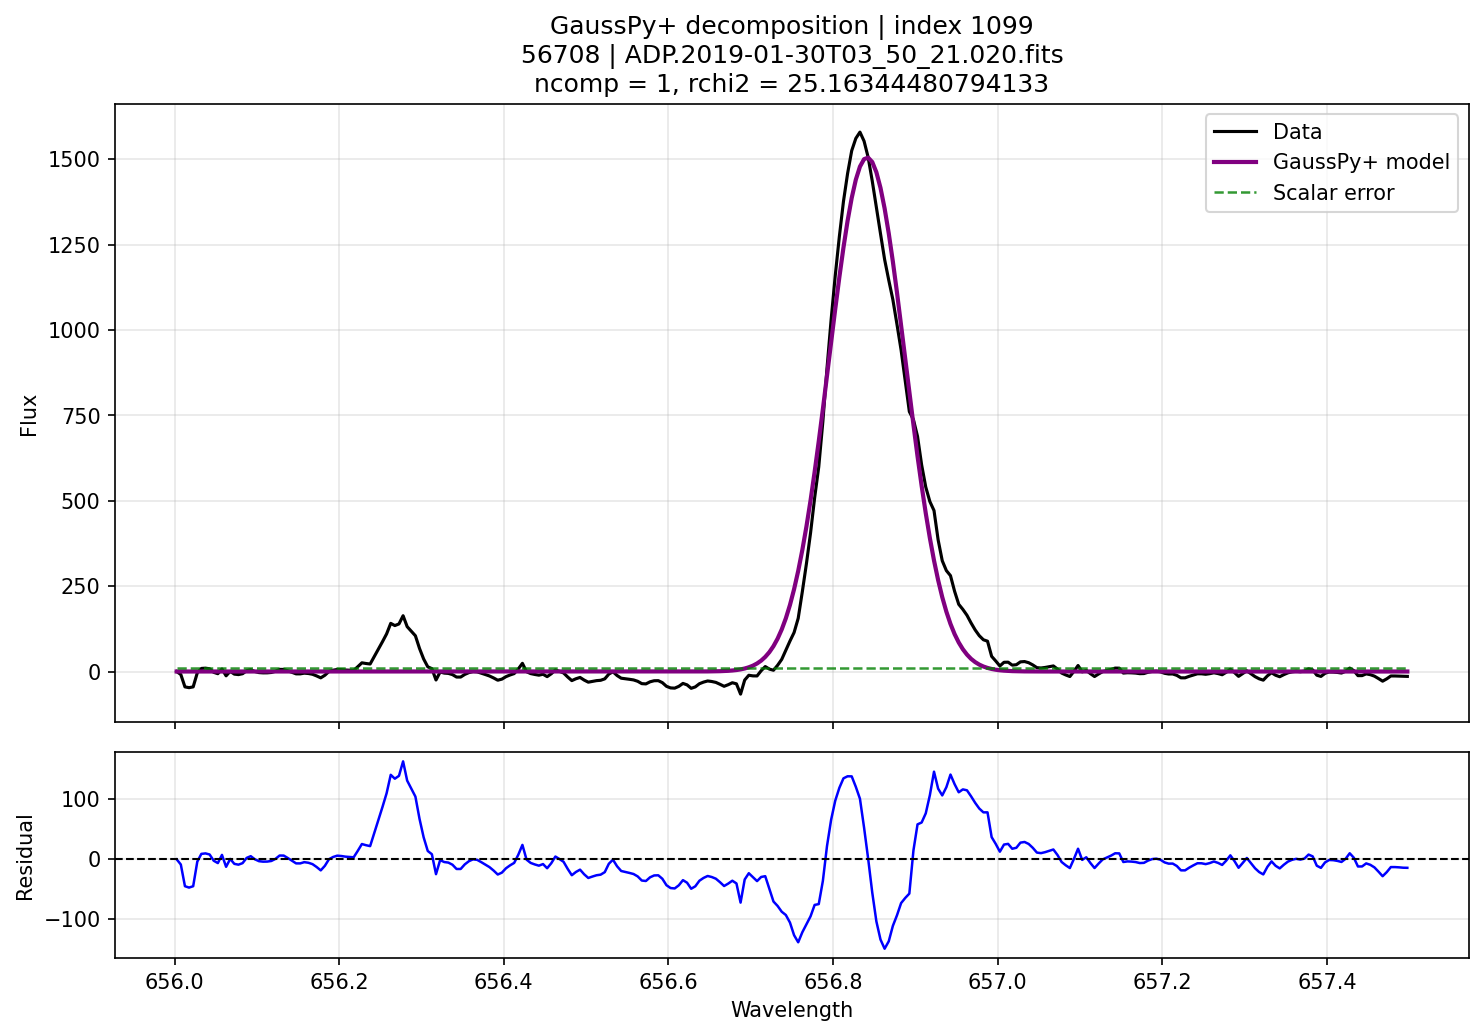 GaussPy+ decomposition | index 1099
56708 | ADP.2019-01-30T03_50_21.020.fits
ncomp = 1, rchi2 = 25.16344480794133
Data
GaussPy+ model
Scalar error
1500
1250
1000
750
500
250
0
Flux
100
0
−100
Residual
656.0 656.2 656.4 656.6 656.8 657.0 657.2 657.4
Wavelength